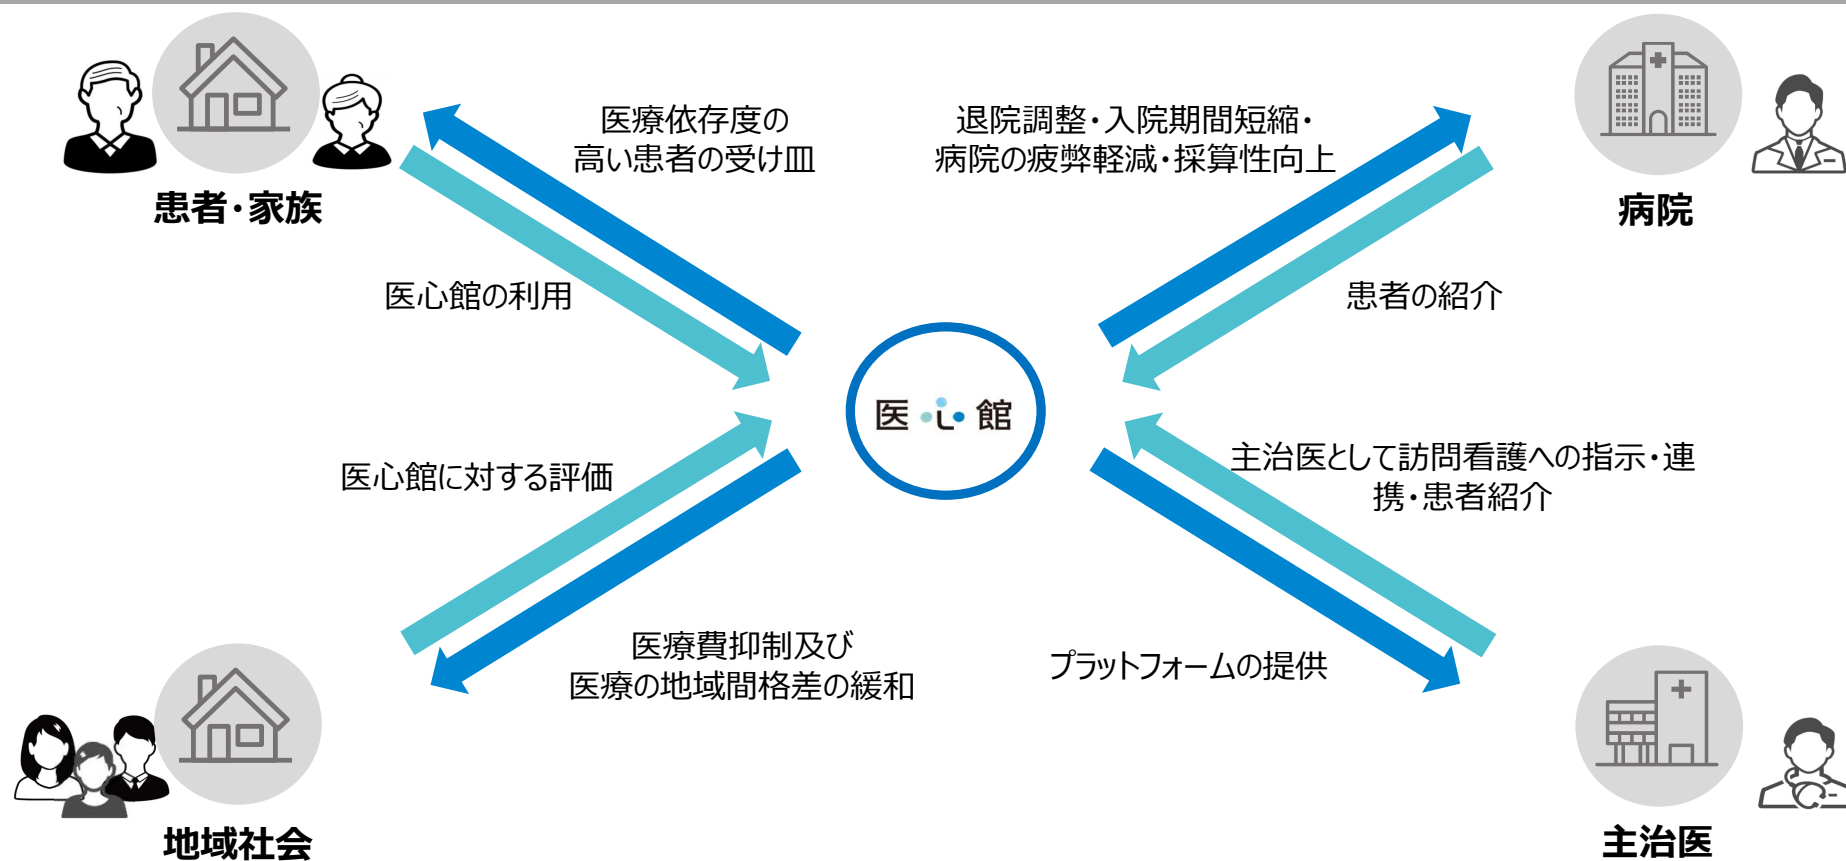 医療依存度の
高い患者の受け皿
退院調整・入院期間短縮・
病院の疲弊軽減・採算性向上
患者・家族
病院
医心館の利用
患者の紹介
医心館
医心館に対する評価
主治医として訪問看護への指示・連
携・患者紹介
医療費抑制及び
医療の地域間格差の緩和
プラットフォームの提供
地域社会
主治医